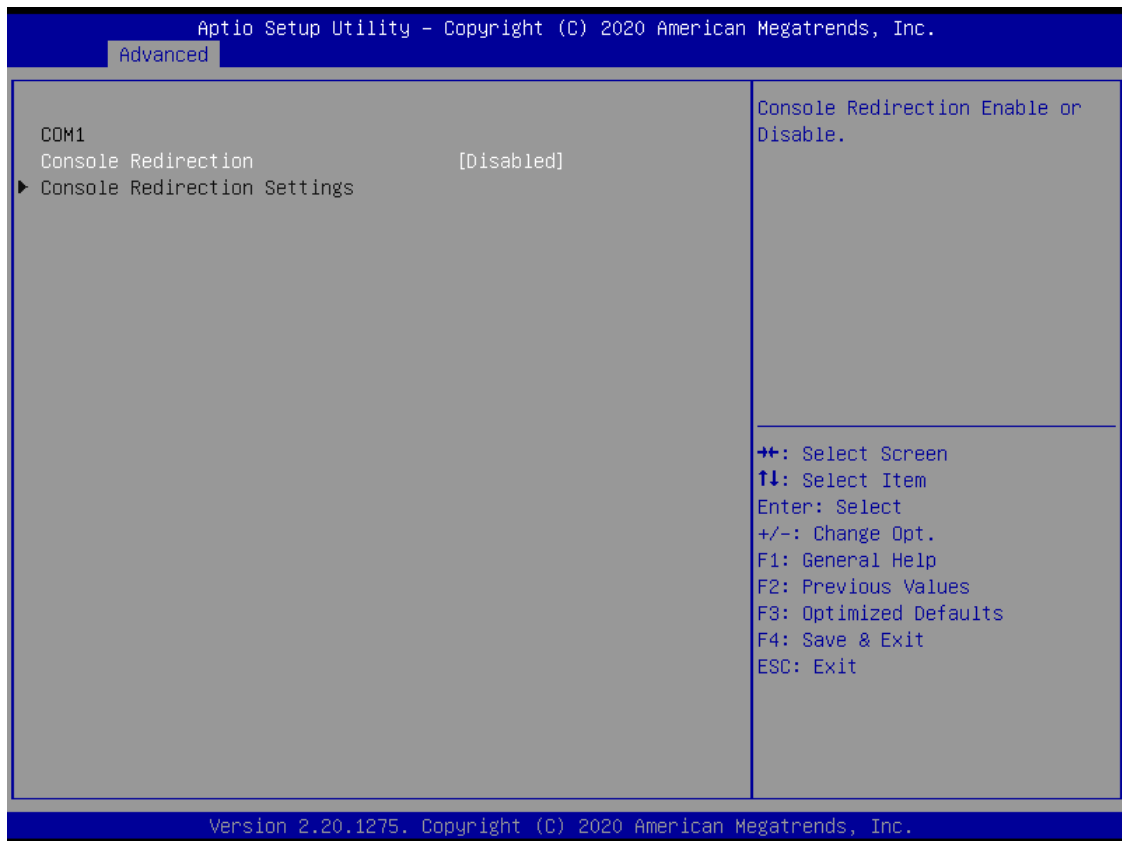 Aptio Setup Utility – Copyright (C) 2020 American Megatrends, Inc.
Advanced
COM1
Console Redirection [Disabled]
▶ Console Redirection Settings
Console Redirection Enable or
Disable.
→←: Select Screen
↑↓: Select Item
Enter: Select
+/-: Change Opt.
F1: General Help
F2: Previous Values
F3: Optimized Defaults
F4: Save & Exit
ESC: Exit
Version 2.20.1275. Copyright (C) 2020 American Megatrends, Inc.